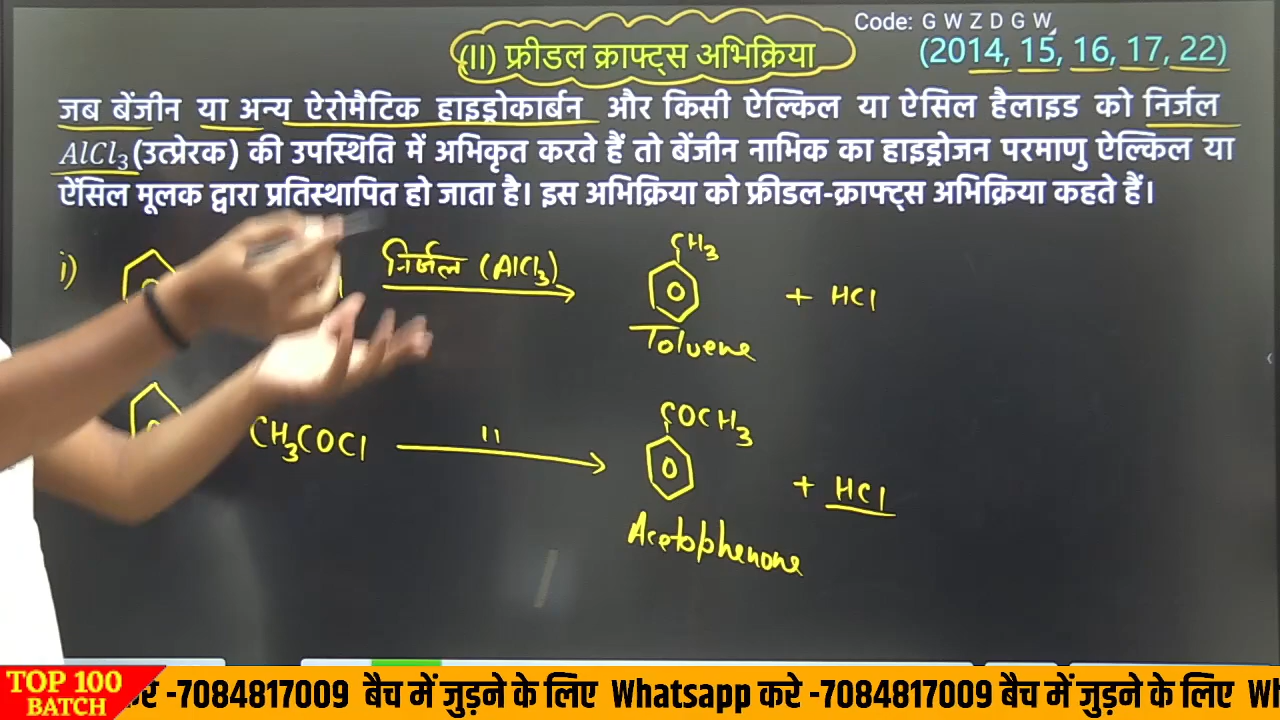 Code: G W Z D G W
(II) फ्रीडल क्राफ्ट्स अभिक्रिया (2014, 15, 16, 17, 22)
जब बेंजीन या अन्य ऐरोमैटिक हाइड्रोकार्बन और किसी ऐल्किल या ऐसिल हैलाइड को निर्जल
AlCl₃(उत्प्रेरक) की उपस्थिति में अभिकृत करते हैं तो बेंजीन नाभिक का हाइड्रोजन परमाणु ऐल्किल या
ऐंसिल मूलक द्वारा प्रतिस्थापित हो जाता है। इस अभिक्रिया को फ्रीडल-क्राफ्ट्स अभिक्रिया कहते हैं।
i) निर्जल (AlCl₃) CH₃
+ HCl
Toluene
CH₃COCl 11 COCH₃
+ HCl
Acetophenone
TOP 100
BATCH
करे -7084817009 बैच में जुड़ने के लिए Whatsapp करे -7084817009 बैच में जुड़ने के लिए